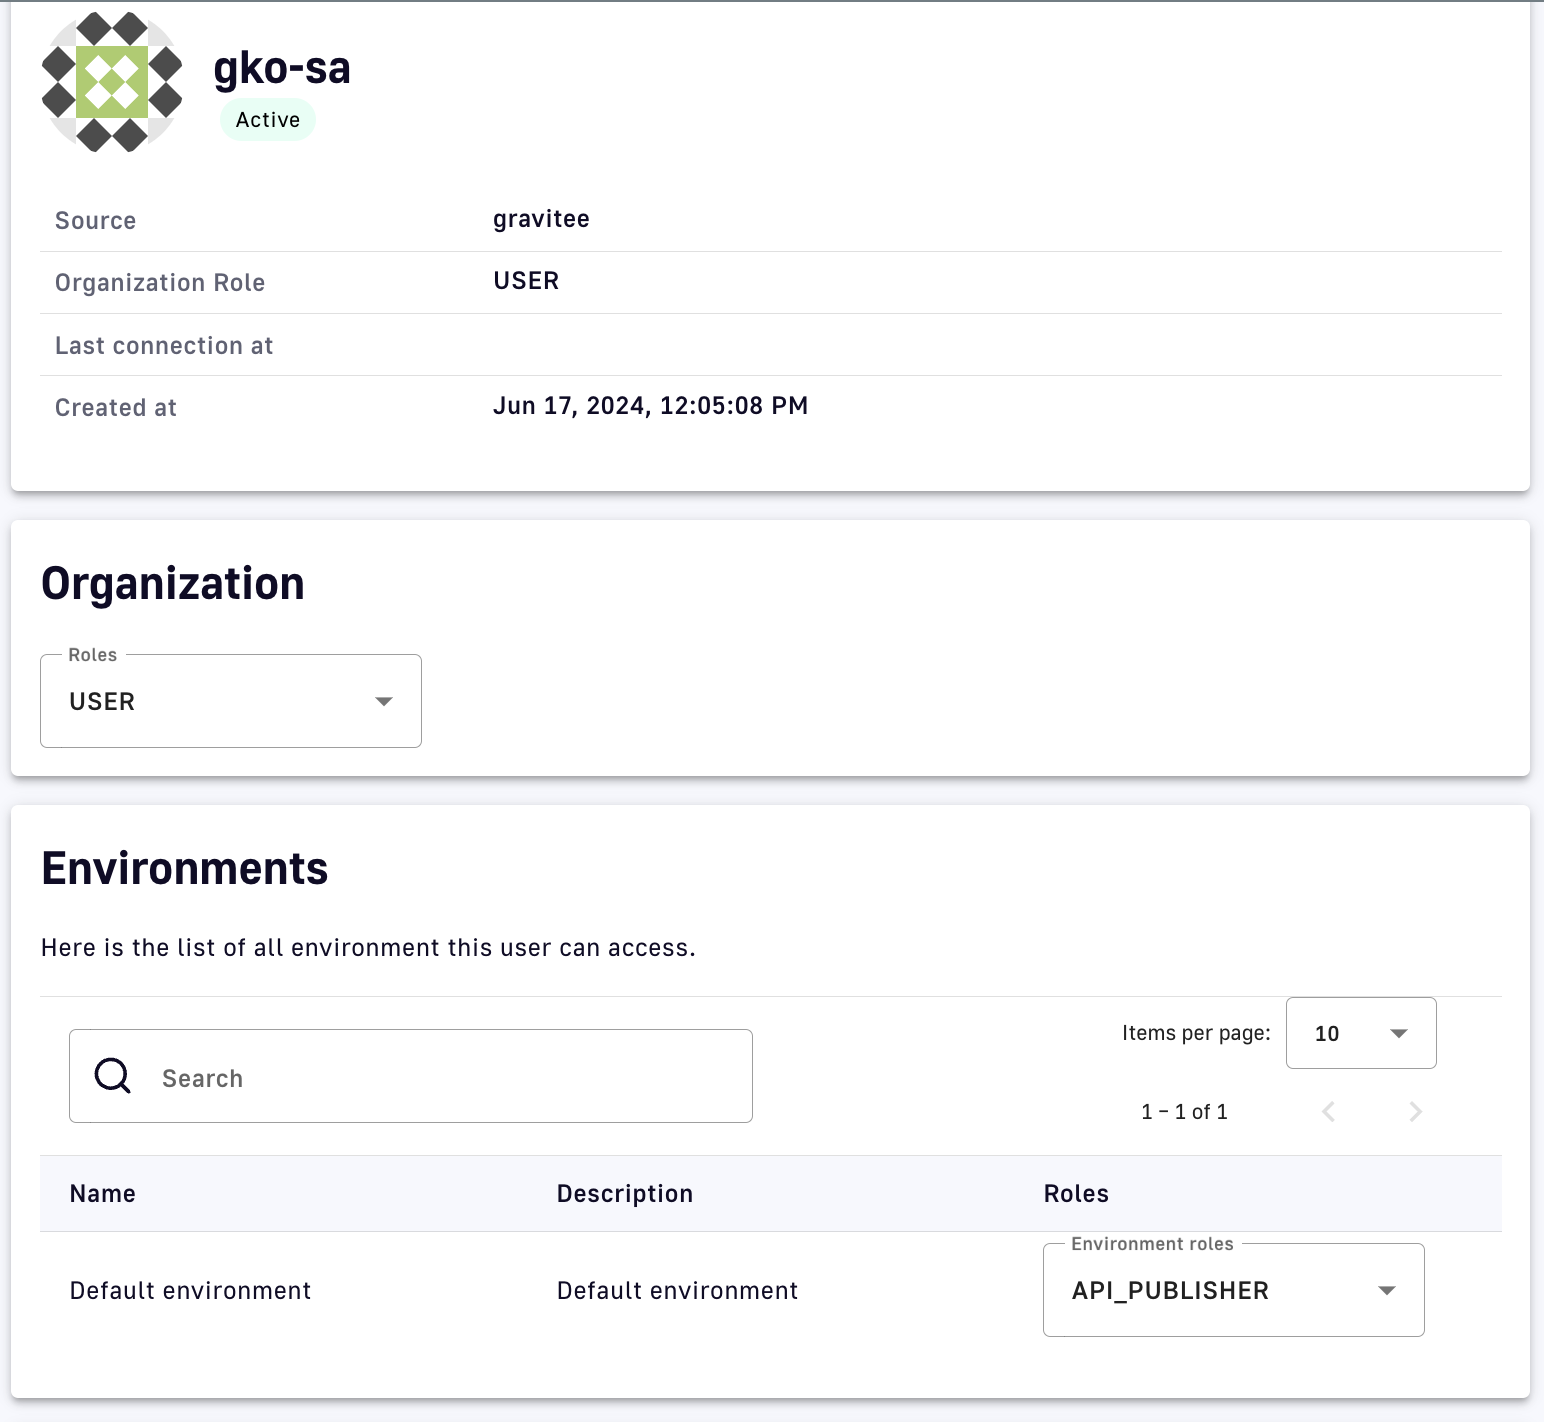 gko-sa
Active
Source gravitee
Organization Role USER
Last connection at
Created at Jun 17, 2024, 12:05:08 PM
Organization
Roles
USER
Environments
Here is the list of all environment this user can access.
Search
Items per page: 10
1 – 1 of 1
Name Description Roles
Environment roles
Default environment Default environment API_PUBLISHER